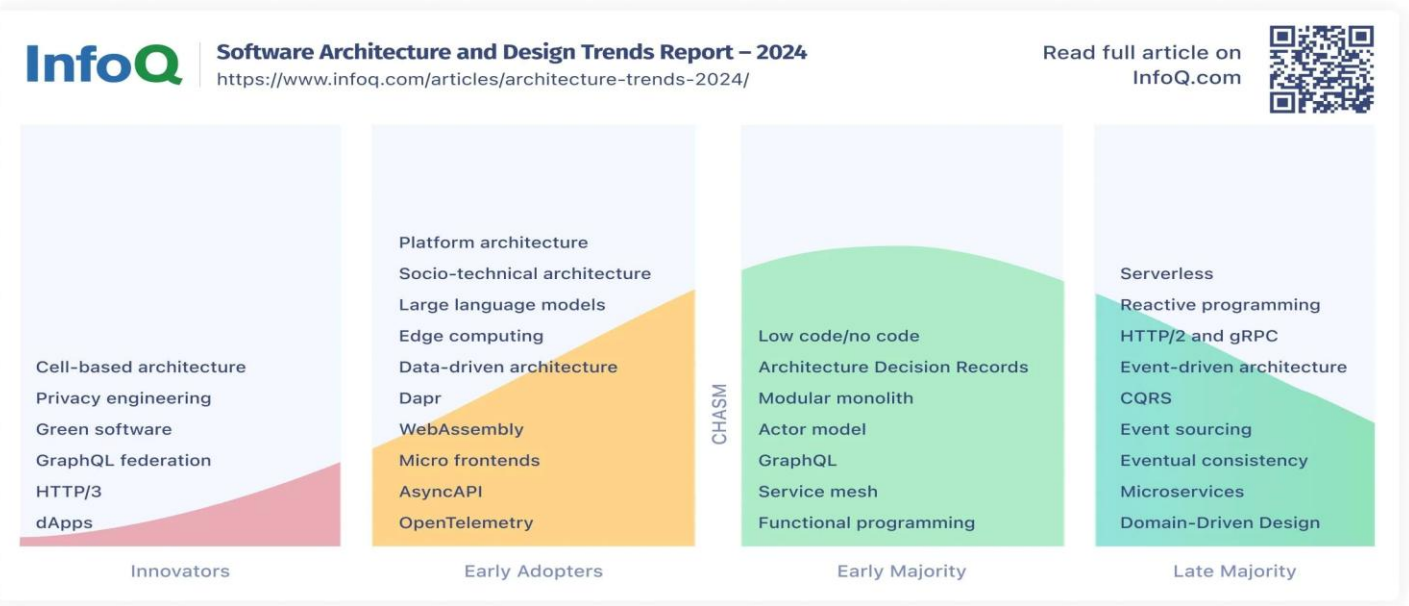 InfoQ
Software Architecture and Design Trends Report – 2024
https://www.infoq.com/articles/architecture-trends-2024/
Read full article on
InfoQ.com
Cell-based architecture
Privacy engineering
Green software
GraphQL federation
HTTP/3
dApps
Innovators
Platform architecture
Socio-technical architecture
Large language models
Edge computing
Data-driven architecture
Dapr
WebAssembly
Micro frontends
AsyncAPI
OpenTelemetry
Early Adopters
CHASM
Low code/no code
Architecture Decision Records
Modular monolith
Actor model
GraphQL
Service mesh
Functional programming
Early Majority
Serverless
Reactive programming
HTTP/2 and gRPC
Event-driven architecture
CQRS
Event sourcing
Eventual consistency
Microservices
Domain-Driven Design
Late Majority